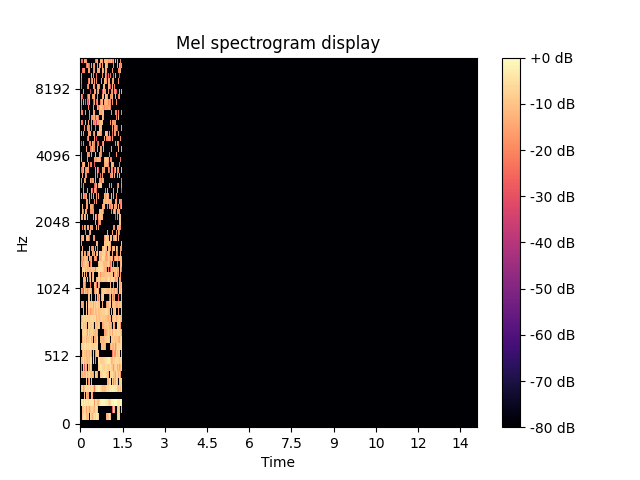 Mel spectrogram display
Hz
8192
4096
2048
1024
512
0
0 1.5 3 4.5 6 7.5 9 10 12 14
Time
+0 dB
-10 dB
-20 dB
-30 dB
-40 dB
-50 dB
-60 dB
-70 dB
-80 dB